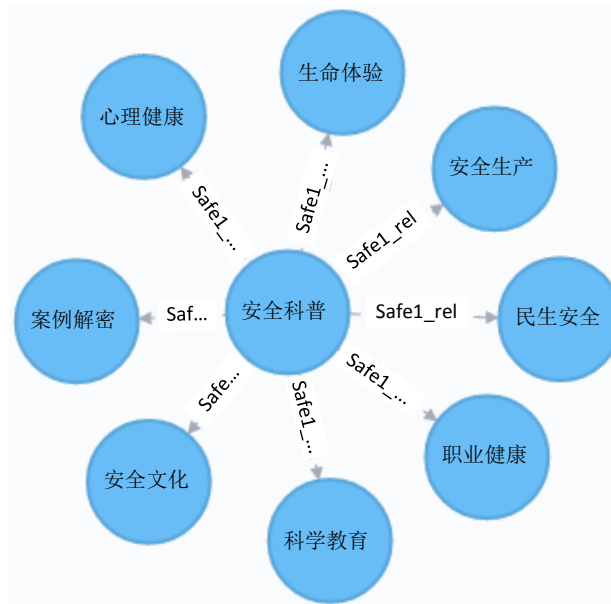 生命体验
心理健康
安全生产
Safe1_...
Safe1_...
Safe1_rel
案例解密
Saf...
安全科普
Safe1_rel
民生安全
Safe...
Safe1_...
Safe1_...
安全文化
职业健康
科学教育